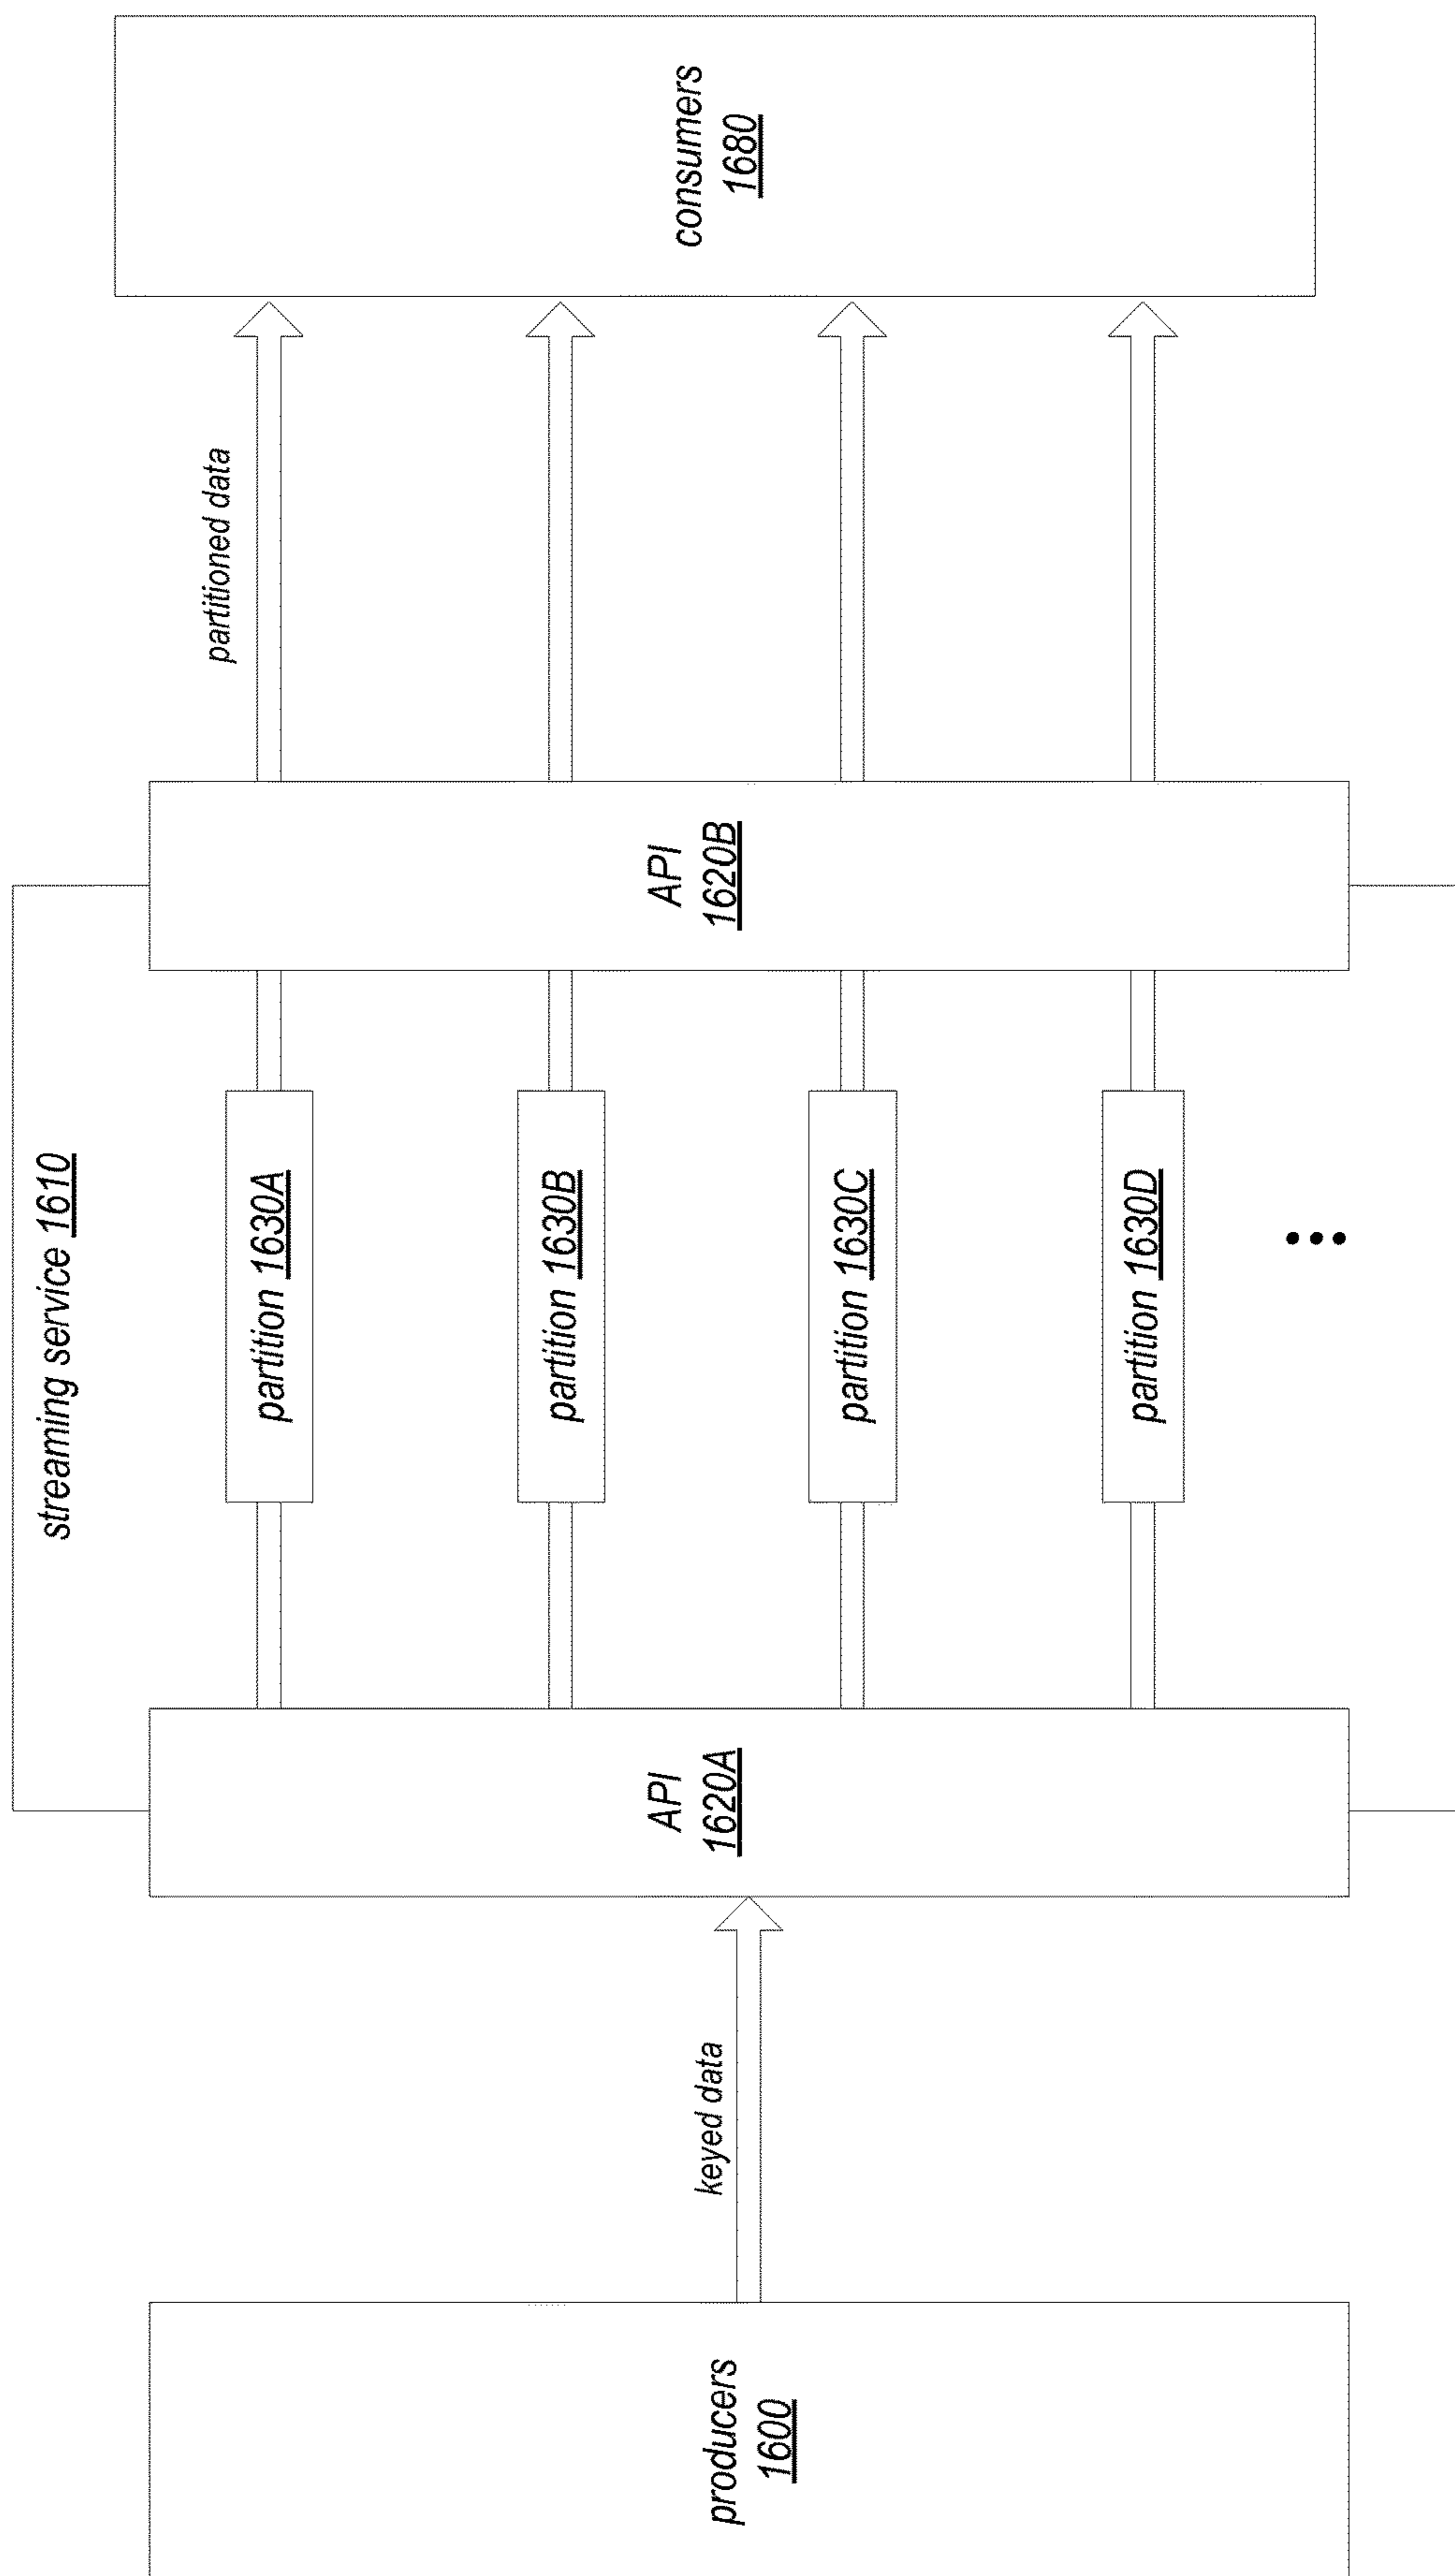 streaming service 1610
producers
1600
keyed data
API
1620A
partition 1630A
partition 1630B
partition 1630C
partition 1630D
API
1620B
partitioned data
consumers
1680